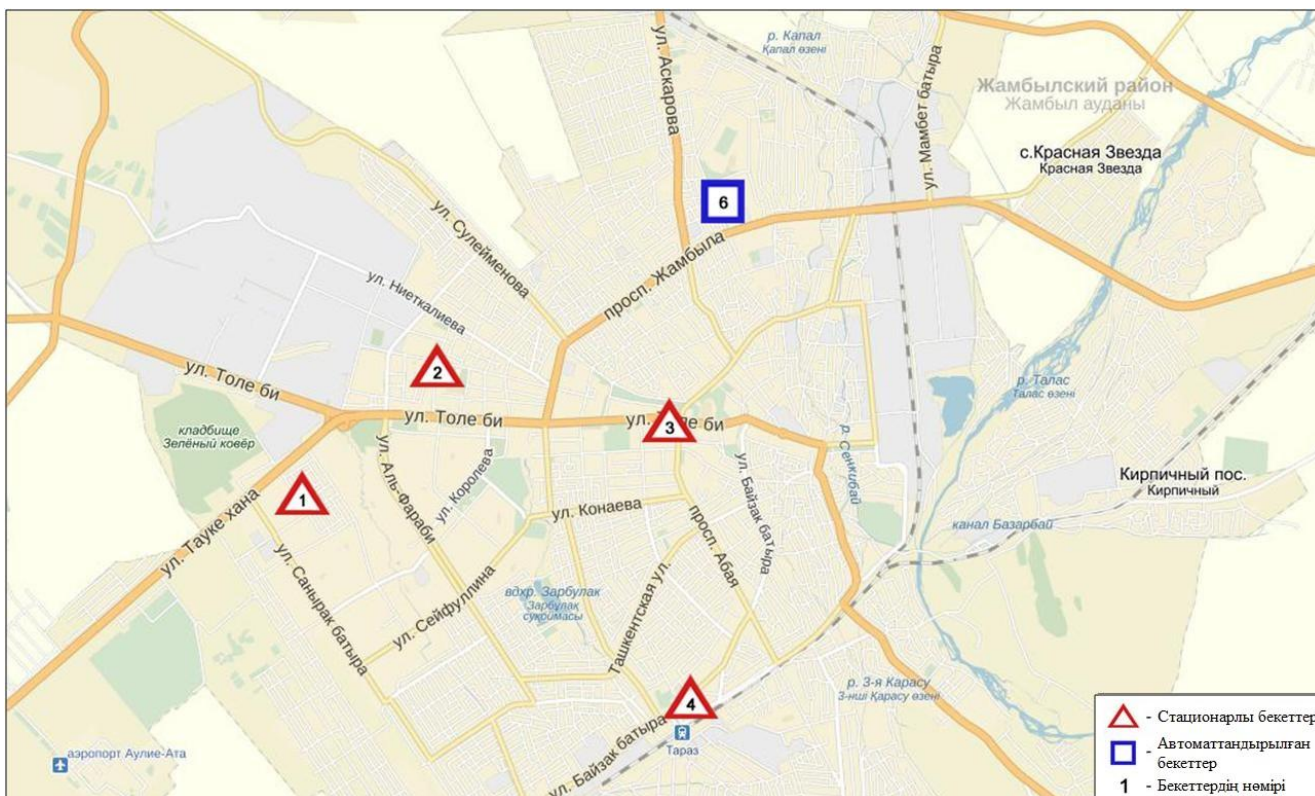 ул. Аскарова
р. Капал
Қапал өзені
ул. Мамбет батыра
Жамбылский район
Жамбыл ауданы
с.Красная Звезда
Красная Звезда
6
ул. Сулейменова
просп. Жамбыла
ул. Ниеткалиева
2
ул. Толе би
ул. Толе би
ул. Толе би
3
р. Талас
Талас өзені
кладбище
Зелёный ковёр
1
ул. Тауке хана
ул. Аль-Фараби
ул. Королева
ул. Конаева
просп. Абая
ул. Байзак батыра
р. Сенкибай
Кирпичный пос.
Кирпичный
канал Базарбай
ул. Санырак батыра
ул. Сейфуллина
вдхр. Зарбулак
Зарбұлақ
суқоймасы
Ташкентская ул.
р. 3-я Карасу
3-нші Қарасу өзені
4
ул. Байзак батыра
Тараз
аэропорт Аулие-Ата
- Стационарлы бекеттер
- Автоматтандырылған
бекеттер
1 - Бекеттердің нөмірі